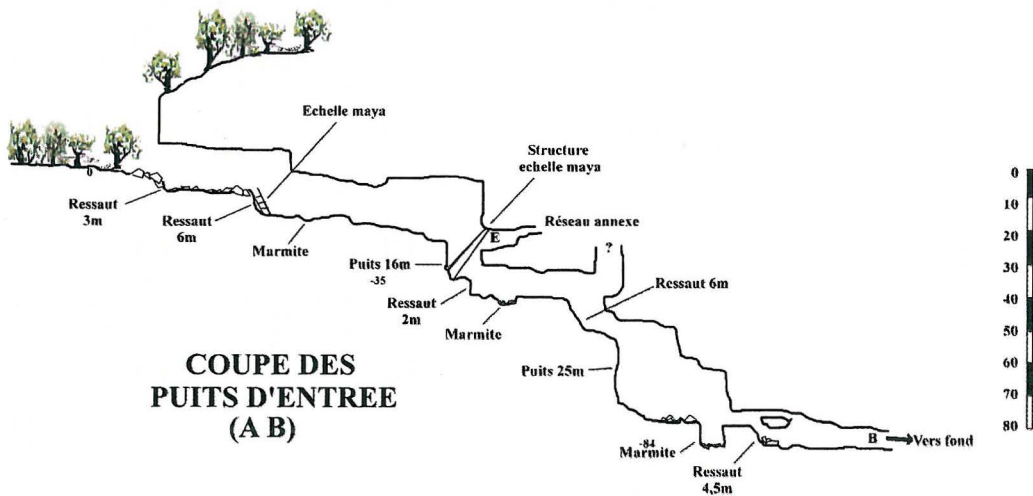 Echelle maya
Structure
echelle maya
0
Ressaut
3m
Ressaut
6m
Marmite
E
Réseau annexe
?
Puits 16m
-35
Ressaut
2m
Marmite
Ressaut 6m
Puits 25m
COUPE DES
PUITS D'ENTREE
(A B)
-84
Marmite
Ressaut
4,5m
B
Vers fond
0
10
20
30
40
50
60
70
80